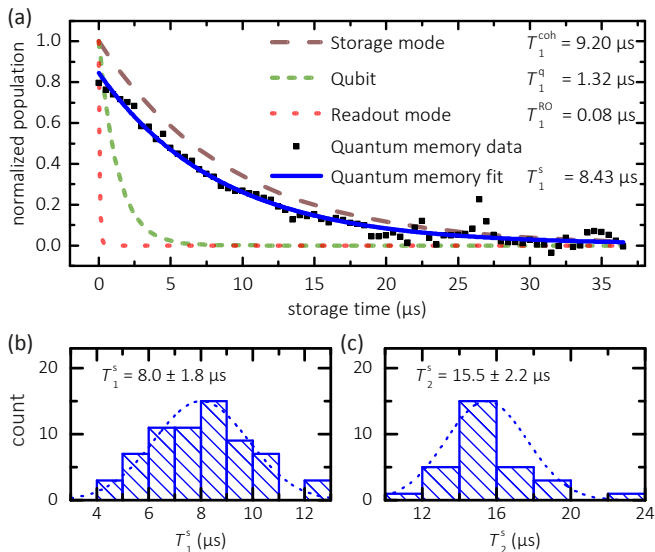 (a)
1.0
0.8
0.6
0.4
0.2
0.0
normalized population
Storage mode T₁ᶜᵒʰ = 9.20 µs
Qubit T₁^q = 1.32 µs
Readout mode T₁^RO = 0.08 µs
Quantum memory data
Quantum memory fit T₁ˢ = 8.43 µs
0 5 10 15 20 25 30 35
storage time (µs)
(b)
T₁ˢ = 8.0 ± 1.8 µs
20
10
0
count
4 6 8 10 12
T₁ˢ (µs)
(c)
T₂ˢ = 15.5 ± 2.2 µs
20
10
0
12 16 20 24
T₂ˢ (µs)